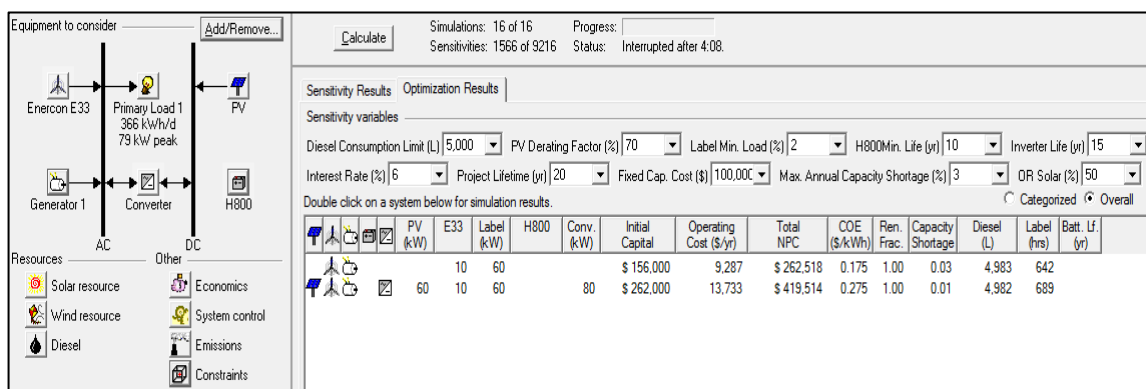 Equipment to consider Add/Remove...
Enercon E33
Primary Load 1
366 kWh/d
79 kW peak
PV
Generator 1
Converter
H800
AC DC
Resources Other
Solar resource Economics
Wind resource System control
Diesel Emissions
Constraints
Calculate
Simulations: 16 of 16 Progress:
Sensitivities: 1566 of 9216 Status: Interrupted after 4:08.
Sensitivity Results Optimization Results
Sensitivity variables
Diesel Consumption Limit (L) 5,000 PV Derating Factor (%) 70 Label Min. Load (%) 2 H800Min. Life (yr) 10 Inverter Life (yr) 15
Interest Rate (%) 6 Project Lifetime (yr) 20 Fixed Cap. Cost ($) 100,000 Max. Annual Capacity Shortage (%) 3 OR Solar (%) 50
Double click on a system below for simulation results. Categorized Overall
PV (kW) E33 Label (kW) H800 Conv. (kW) Initial Capital Operating Cost ($/yr) Total NPC COE ($/kWh) Ren. Frac. Capacity Shortage Diesel (L) Label (hrs) Batt. Lf. (yr)
10 60 $ 156,000 9,287 $ 262,518 0.175 1.00 0.03 4,983 642
60 10 60 80 $ 262,000 13,733 $ 419,514 0.275 1.00 0.01 4,982 689